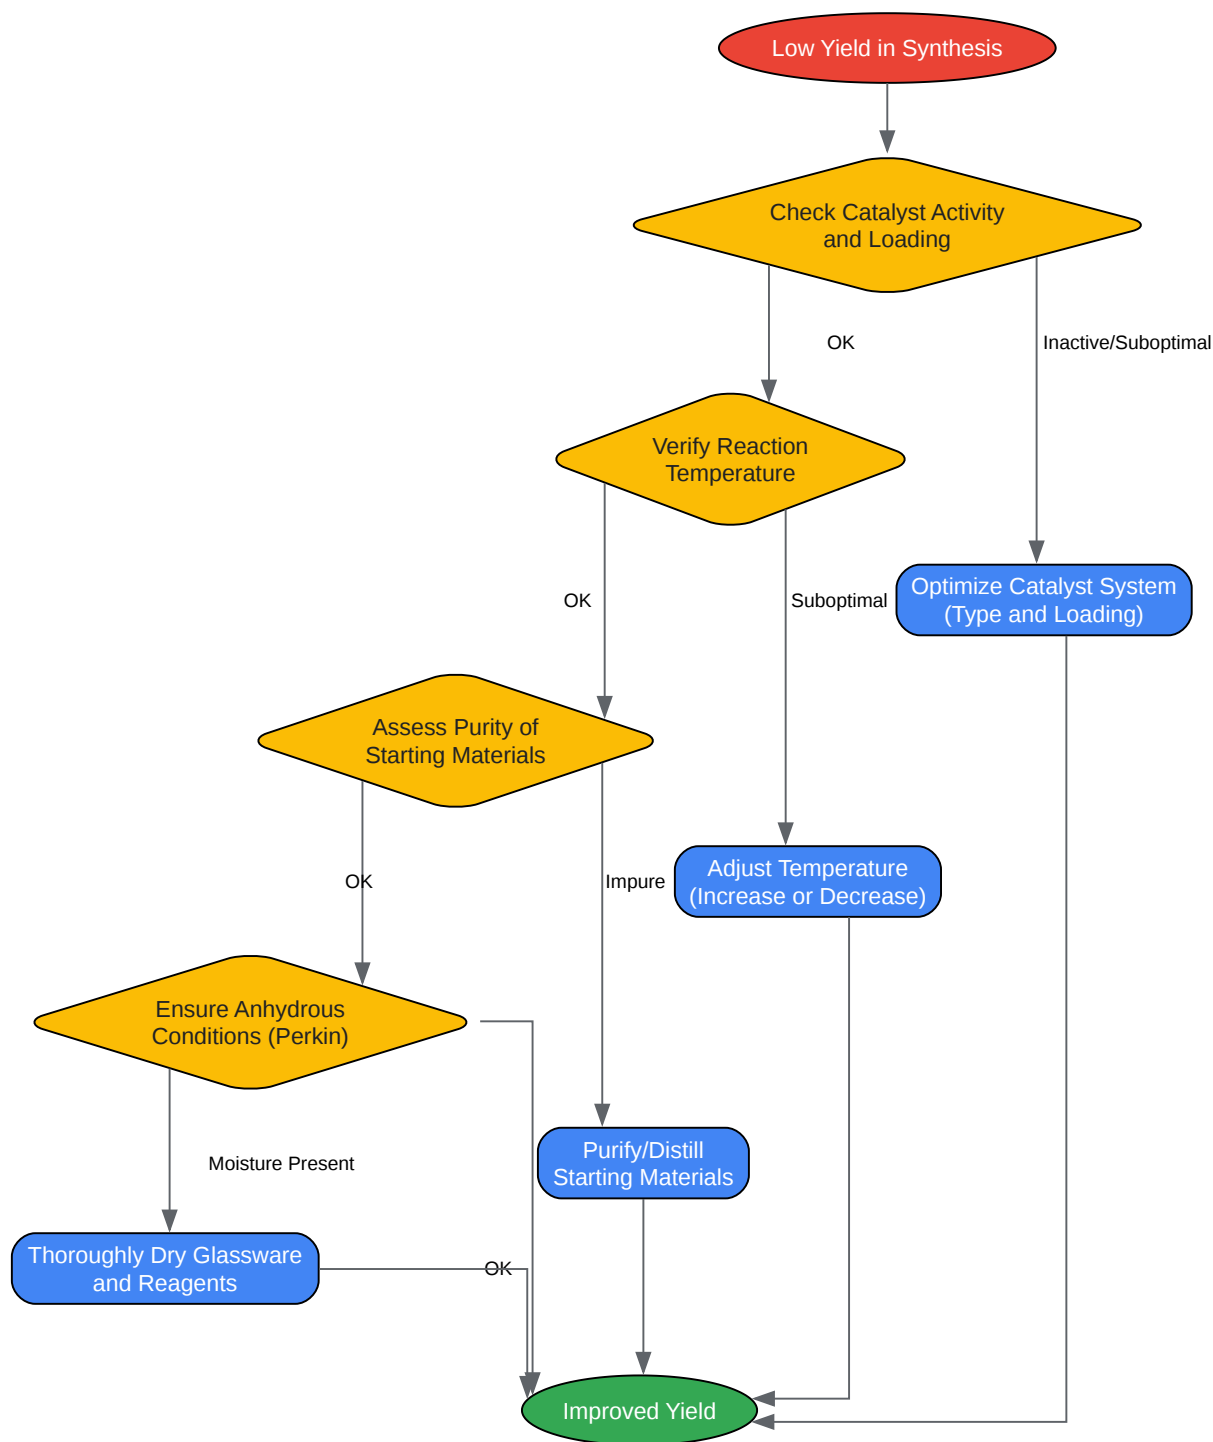 Low Yield in Synthesis
Check Catalyst Activity
and Loading
OK
Inactive/Suboptimal
Verify Reaction
Temperature
OK
Suboptimal
Optimize Catalyst System
(Type and Loading)
Assess Purity of
Starting Materials
OK
Impure
Adjust Temperature
(Increase or Decrease)
Ensure Anhydrous
Conditions (Perkin)
Moisture Present
Purify/Distill
Starting Materials
Thoroughly Dry Glassware
and Reagents
OK
Improved Yield